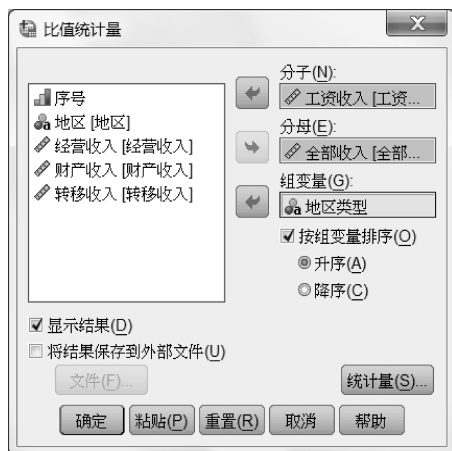 比值统计量
序号
地区 [地区]
经营收入 [经营收入]
财产收入 [财产收入]
转移收入 [转移收入]
分子(N):
工资收入 [工资...
分母(E):
全部收入 [全部...
组变量(G):
地区类型
按组变量排序(O)
升序(A)
降序(C)
显示结果(D)
将结果保存到外部文件(U)
文件(F)...
统计量(S)...
确定 粘贴(P) 重置(R) 取消 帮助